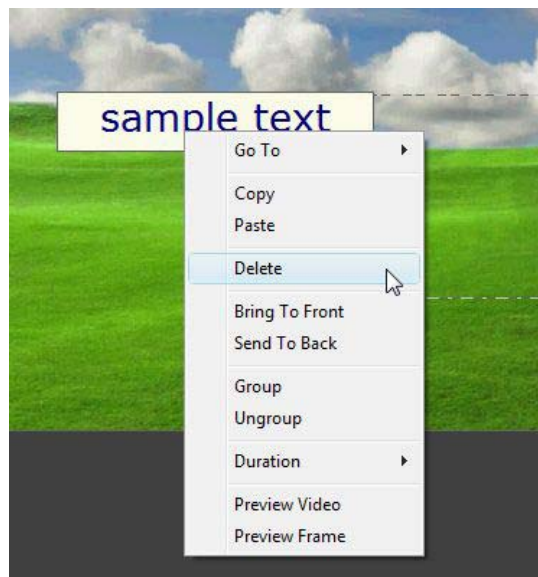 sample text
Go To
Copy
Paste
Delete
Bring To Front
Send To Back
Group
Ungroup
Duration
Preview Video
Preview Frame